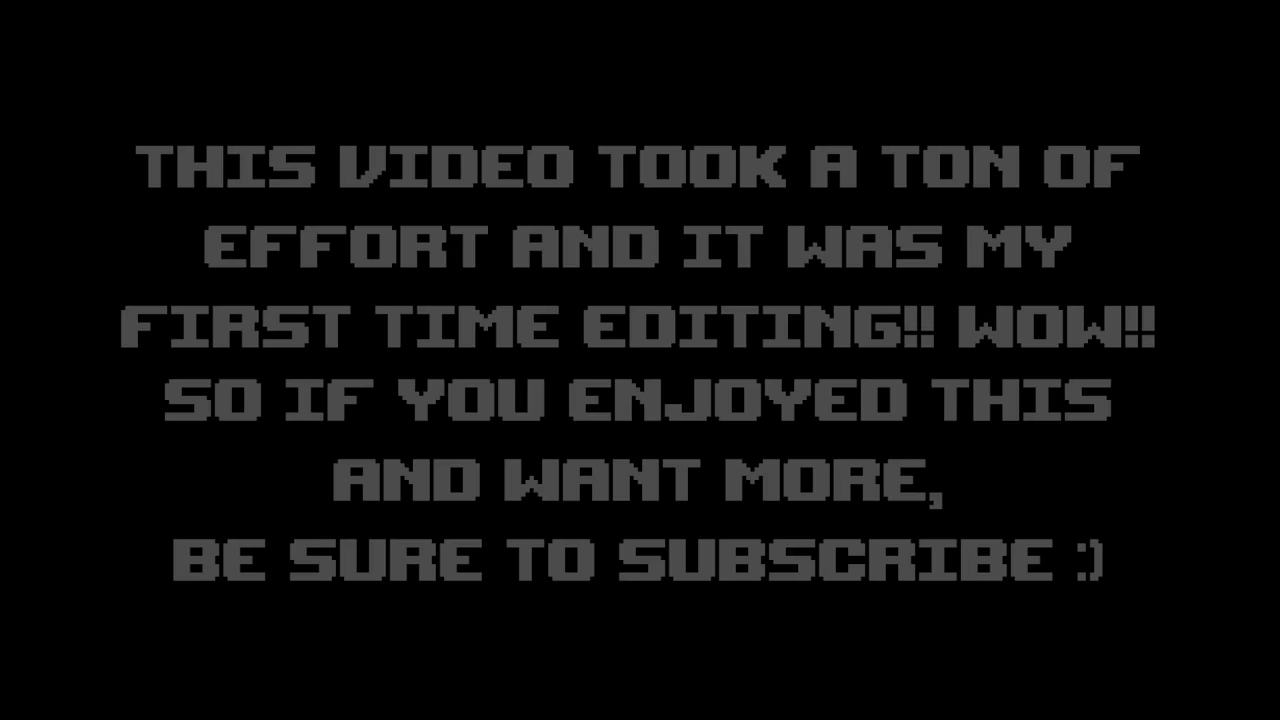 THIS VIDEO TOOK A TON OF
EFFORT AND IT WAS MY
FIRST TIME EDITING!! WOW!!
SO IF YOU ENJOYED THIS
AND WANT MORE,
BE SURE TO SUBSCRIBE :)